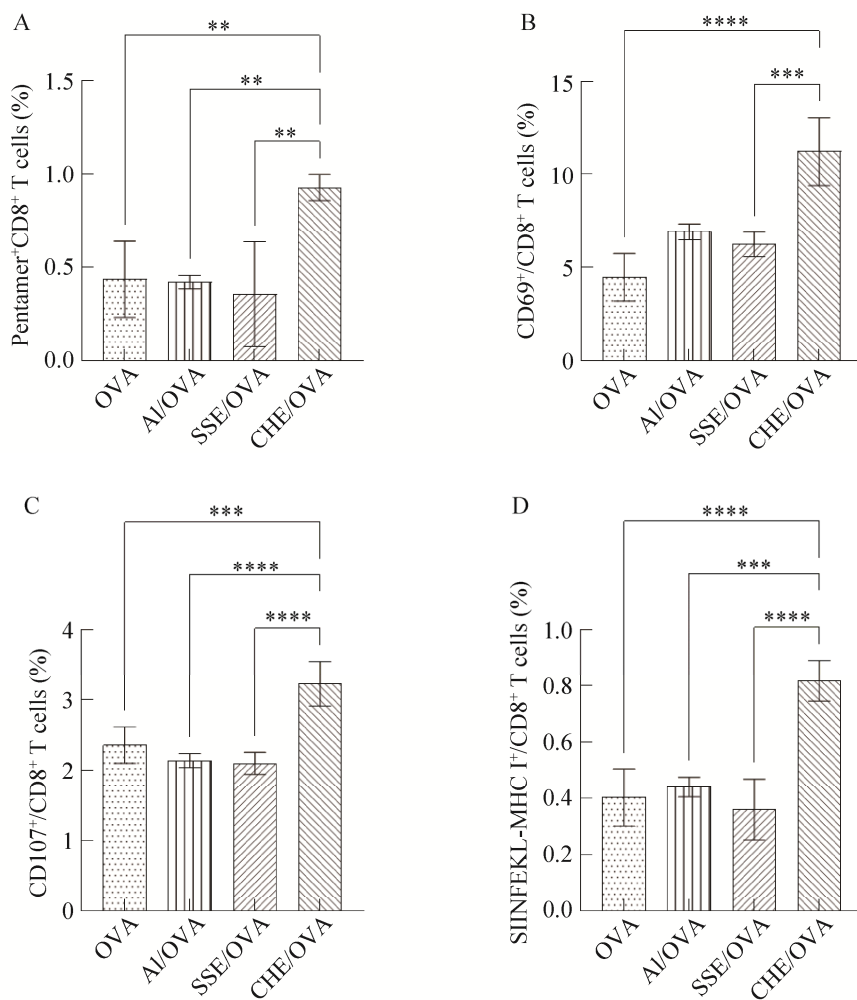 A
**
**
**
1.5
1.0
0.5
0.0
Pentamer⁺CD8⁺ T cells (%)
OVA
Al/OVA
SSE/OVA
CHE/OVA
B
****
***
15
10
5
0
CD69⁺/CD8⁺ T cells (%)
OVA
Al/OVA
SSE/OVA
CHE/OVA
C
***
****
****
4
3
2
1
0
CD107⁺/CD8⁺ T cells (%)
OVA
Al/OVA
SSE/OVA
CHE/OVA
D
****
***
****
1.0
0.8
0.6
0.4
0.2
0.0
SIINFEKL-MHC I⁺/CD8⁺ T cells (%)
OVA
Al/OVA
SSE/OVA
CHE/OVA